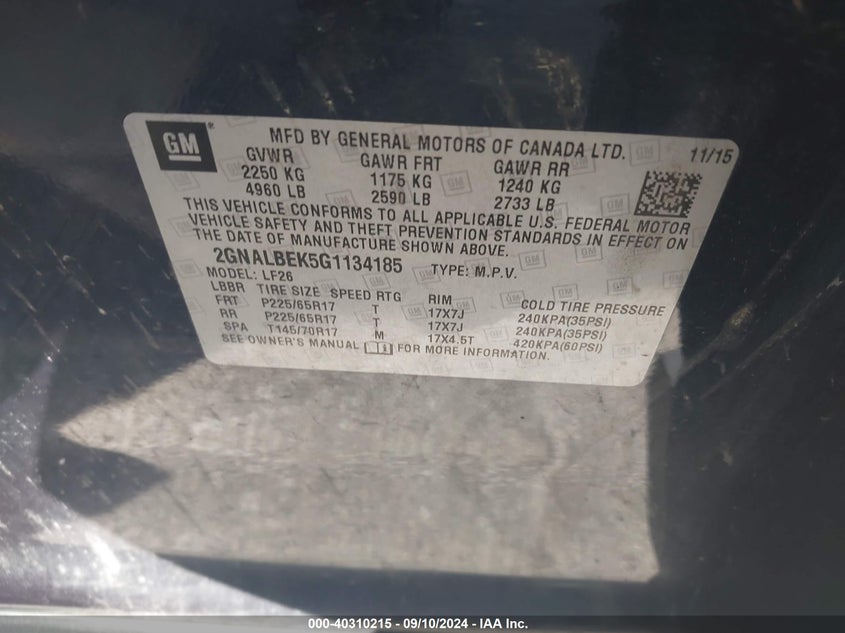 GM ®
MFD BY GENERAL MOTORS OF CANADA LTD. 11/15
GVWR GAWR FRT GAWR RR
2250 KG 1175 KG 1240 KG
4960 LB 2590 LB 2733 LB
THIS VEHICLE CONFORMS TO ALL APPLICABLE U.S. FEDERAL MOTOR
VEHICLE SAFETY AND THEFT PREVENTION STANDARDS IN EFFECT ON
THE DATE OF MANUFACTURE SHOWN ABOVE.
2GNALBEK5G1134185 TYPE: M.P.V.
MODEL: LF26
LBBR TIRE SIZE SPEED RTG RIM COLD TIRE PRESSURE
FRT P225/65R17 T 17X7J 240KPA(35PSI)
RR P225/65R17 T 17X7J 240KPA(35PSI)
SPA T145/70R17 M 17X4.5T 420KPA(60PSI)
SEE OWNER'S MANUAL FOR MORE INFORMATION.
000-40310215 - 09/10/2024 - IAA Inc.